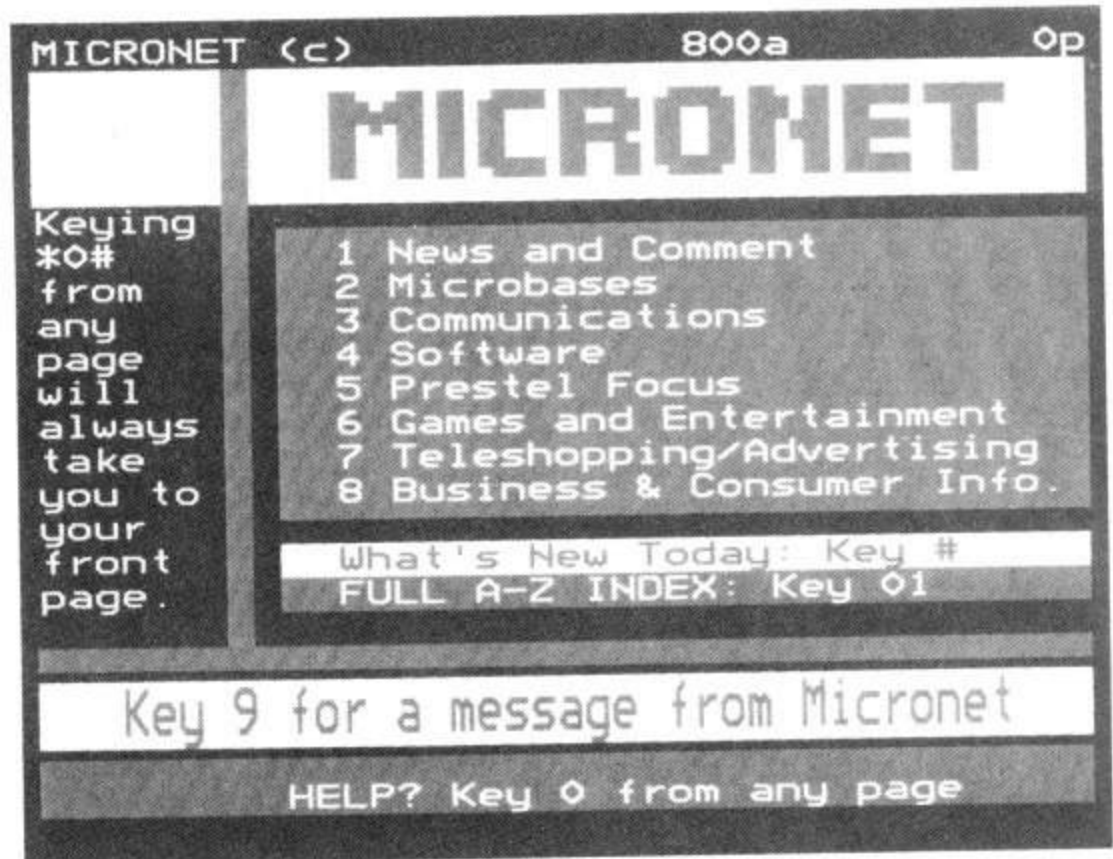 MICRONET (c) 800a 0p
MICRONET
Keying
*0#
from
any
page
will
always
take
you to
your
front
page.
1 News and Comment
2 Microbases
3 Communications
4 Software
5 Prestel Focus
6 Games and Entertainment
7 Teleshopping/Advertising
8 Business & Consumer Info.
What's New Today: Key #
FULL A-Z INDEX: Key 01
Key 9 for a message from Micronet
HELP? Key 0 from any page